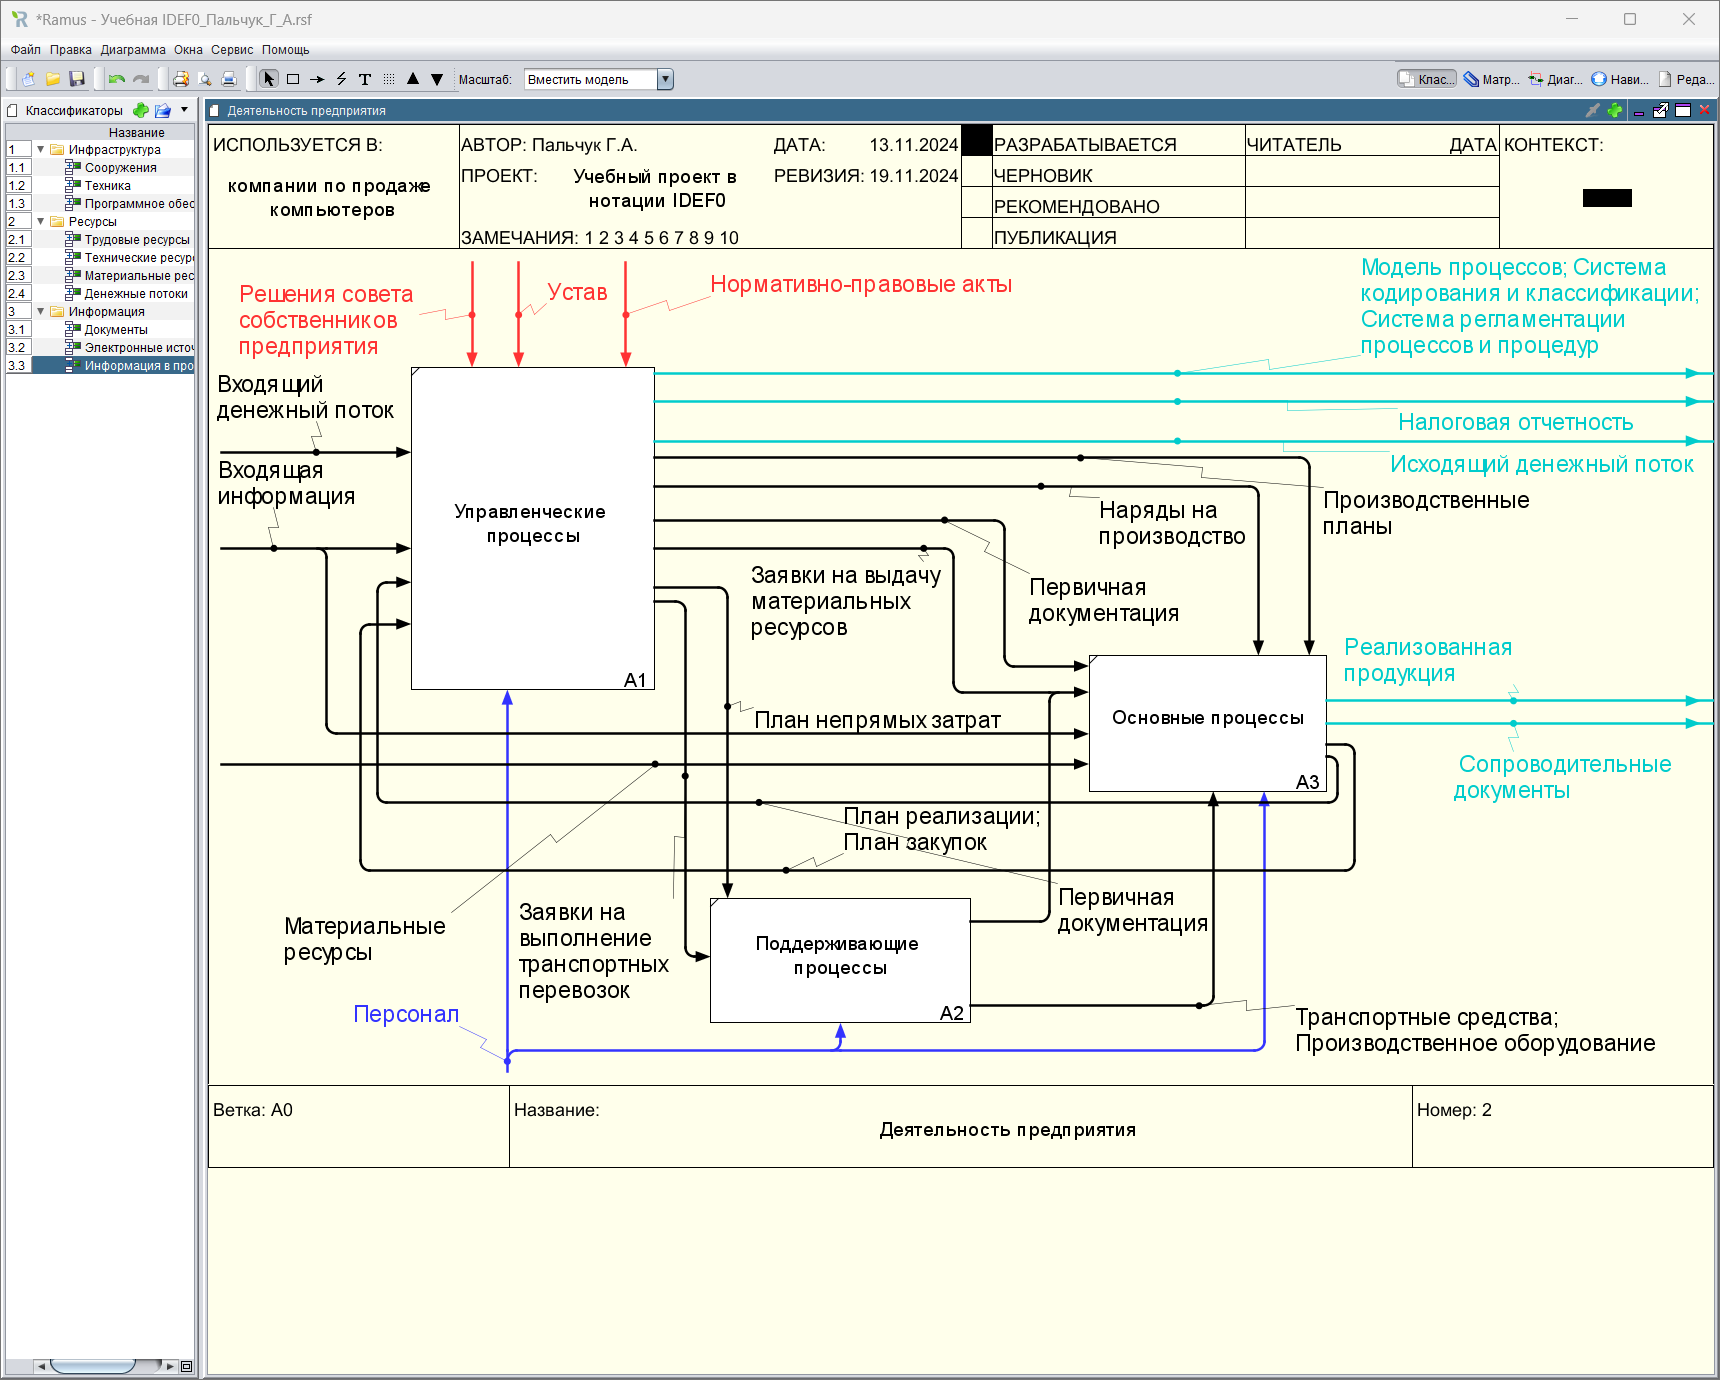 *Ramus - Учебная IDEF0_Пальчук_Г_А.rsf
Файл Правка Диаграмма Окна Сервис Помощь
Масштаб: Вместить модель
Клас... Матр... Диаг... Нави... Реда...
Классификаторы
Название
1 Инфраструктура
1.1 Сооружения
1.2 Техника
1.3 Программное обес
2 Ресурсы
2.1 Трудовые ресурсы
2.2 Технические ресур
2.3 Материальные рес
2.4 Денежные потоки
3 Информация
3.1 Документы
3.2 Электронные источ
3.3 Информация в про
Деятельность предприятия
ИСПОЛЬЗУЕТСЯ В:
компании по продаже
компьютеров
АВТОР: Пальчук Г.А.
ДАТА: 13.11.2024
ПРОЕКТ: Учебный проект в
нотации IDEF0
РЕВИЗИЯ: 19.11.2024
ЗАМЕЧАНИЯ: 1 2 3 4 5 6 7 8 9 10
РАЗРАБАТЫВАЕТСЯ
ЧЕРНОВИК
РЕКОМЕНДОВАНО
ПУБЛИКАЦИЯ
ЧИТАТЕЛЬ ДАТА
КОНТЕКСТ:
Решения совета
собственников
предприятия
Устав
Нормативно-правовые акты
Модель процессов; Система
кодирования и классификации;
Система регламентации
процессов и процедур
Входящий
денежный поток
Налоговая отчетность
Входящая
информация
Исходящий денежный поток
Управленческие
процессы
A1
Производственные
планы
Наряды на
производство
Заявки на выдачу
материальных
ресурсов
Первичная
документация
Реализованная
продукция
План непрямых затрат
Основные процессы
A3
Сопроводительные
документы
План реализации;
План закупок
Первичная
документация
Материальные
ресурсы
Заявки на
выполнение
транспортных
перевозок
Поддерживающие
процессы
A2
Персонал
Транспортные средства;
Производственное оборудование
Ветка: A0
Название:
Деятельность предприятия
Номер: 2